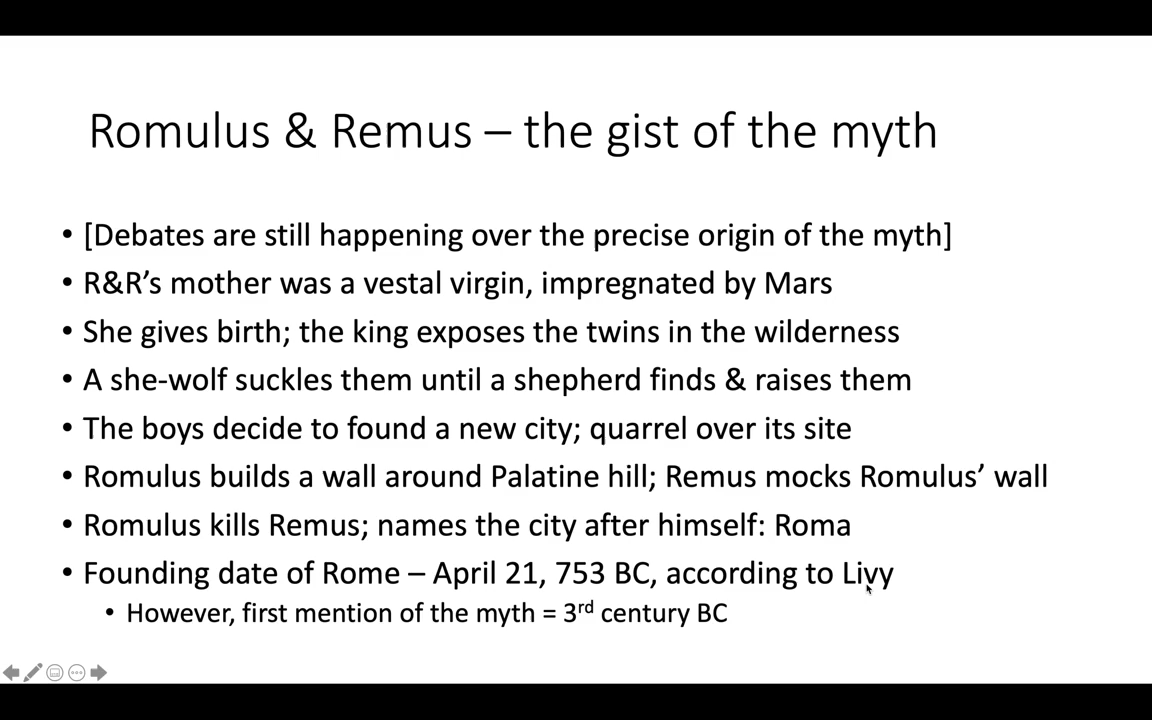 Romulus & Remus – the gist of the myth
• [Debates are still happening over the precise origin of the myth]
• R&R’s mother was a vestal virgin, impregnated by Mars
• She gives birth; the king exposes the twins in the wilderness
• A she-wolf suckles them until a shepherd finds & raises them
• The boys decide to found a new city; quarrel over its site
• Romulus builds a wall around Palatine hill; Remus mocks Romulus’ wall
• Romulus kills Remus; names the city after himself: Roma
• Founding date of Rome – April 21, 753 BC, according to Livy
• However, first mention of the myth = 3rd century BC